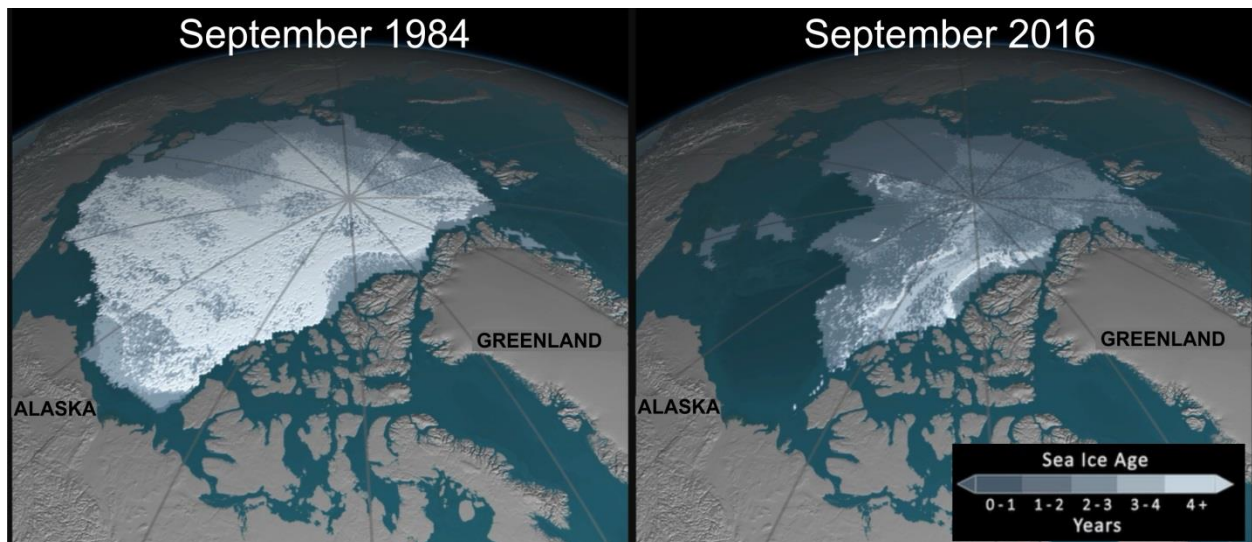 September 1984
September 2016
GREENLAND
ALASKA
GREENLAND
ALASKA
Sea Ice Age
0-1 1-2 2-3 3-4 4+
Years